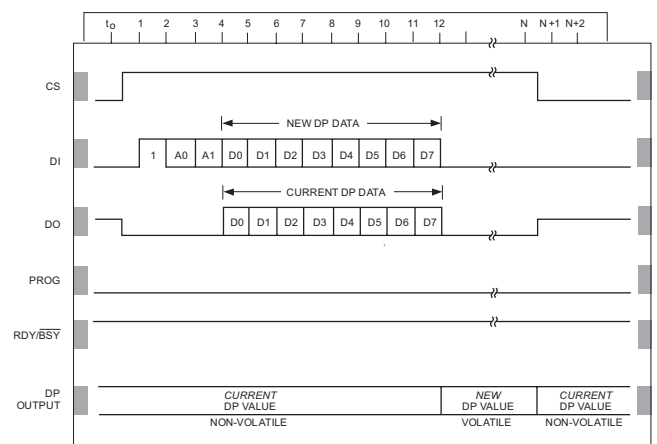 to 1 2 3 4 5 6 7 8 9 10 11 12 N N+1 N+2
CS
NEW DP DATA
DI 1 A0 A1 D0 D1 D2 D3 D4 D5 D6 D7
CURRENT DP DATA
DO D0 D1 D2 D3 D4 D5 D6 D7
PROG
RDY/BSY
DP
OUTPUT
CURRENT
DP VALUE
NON-VOLATILE
NEW
DP VALUE
VOLATILE
CURRENT
DP VALUE
NON-VOLATILE